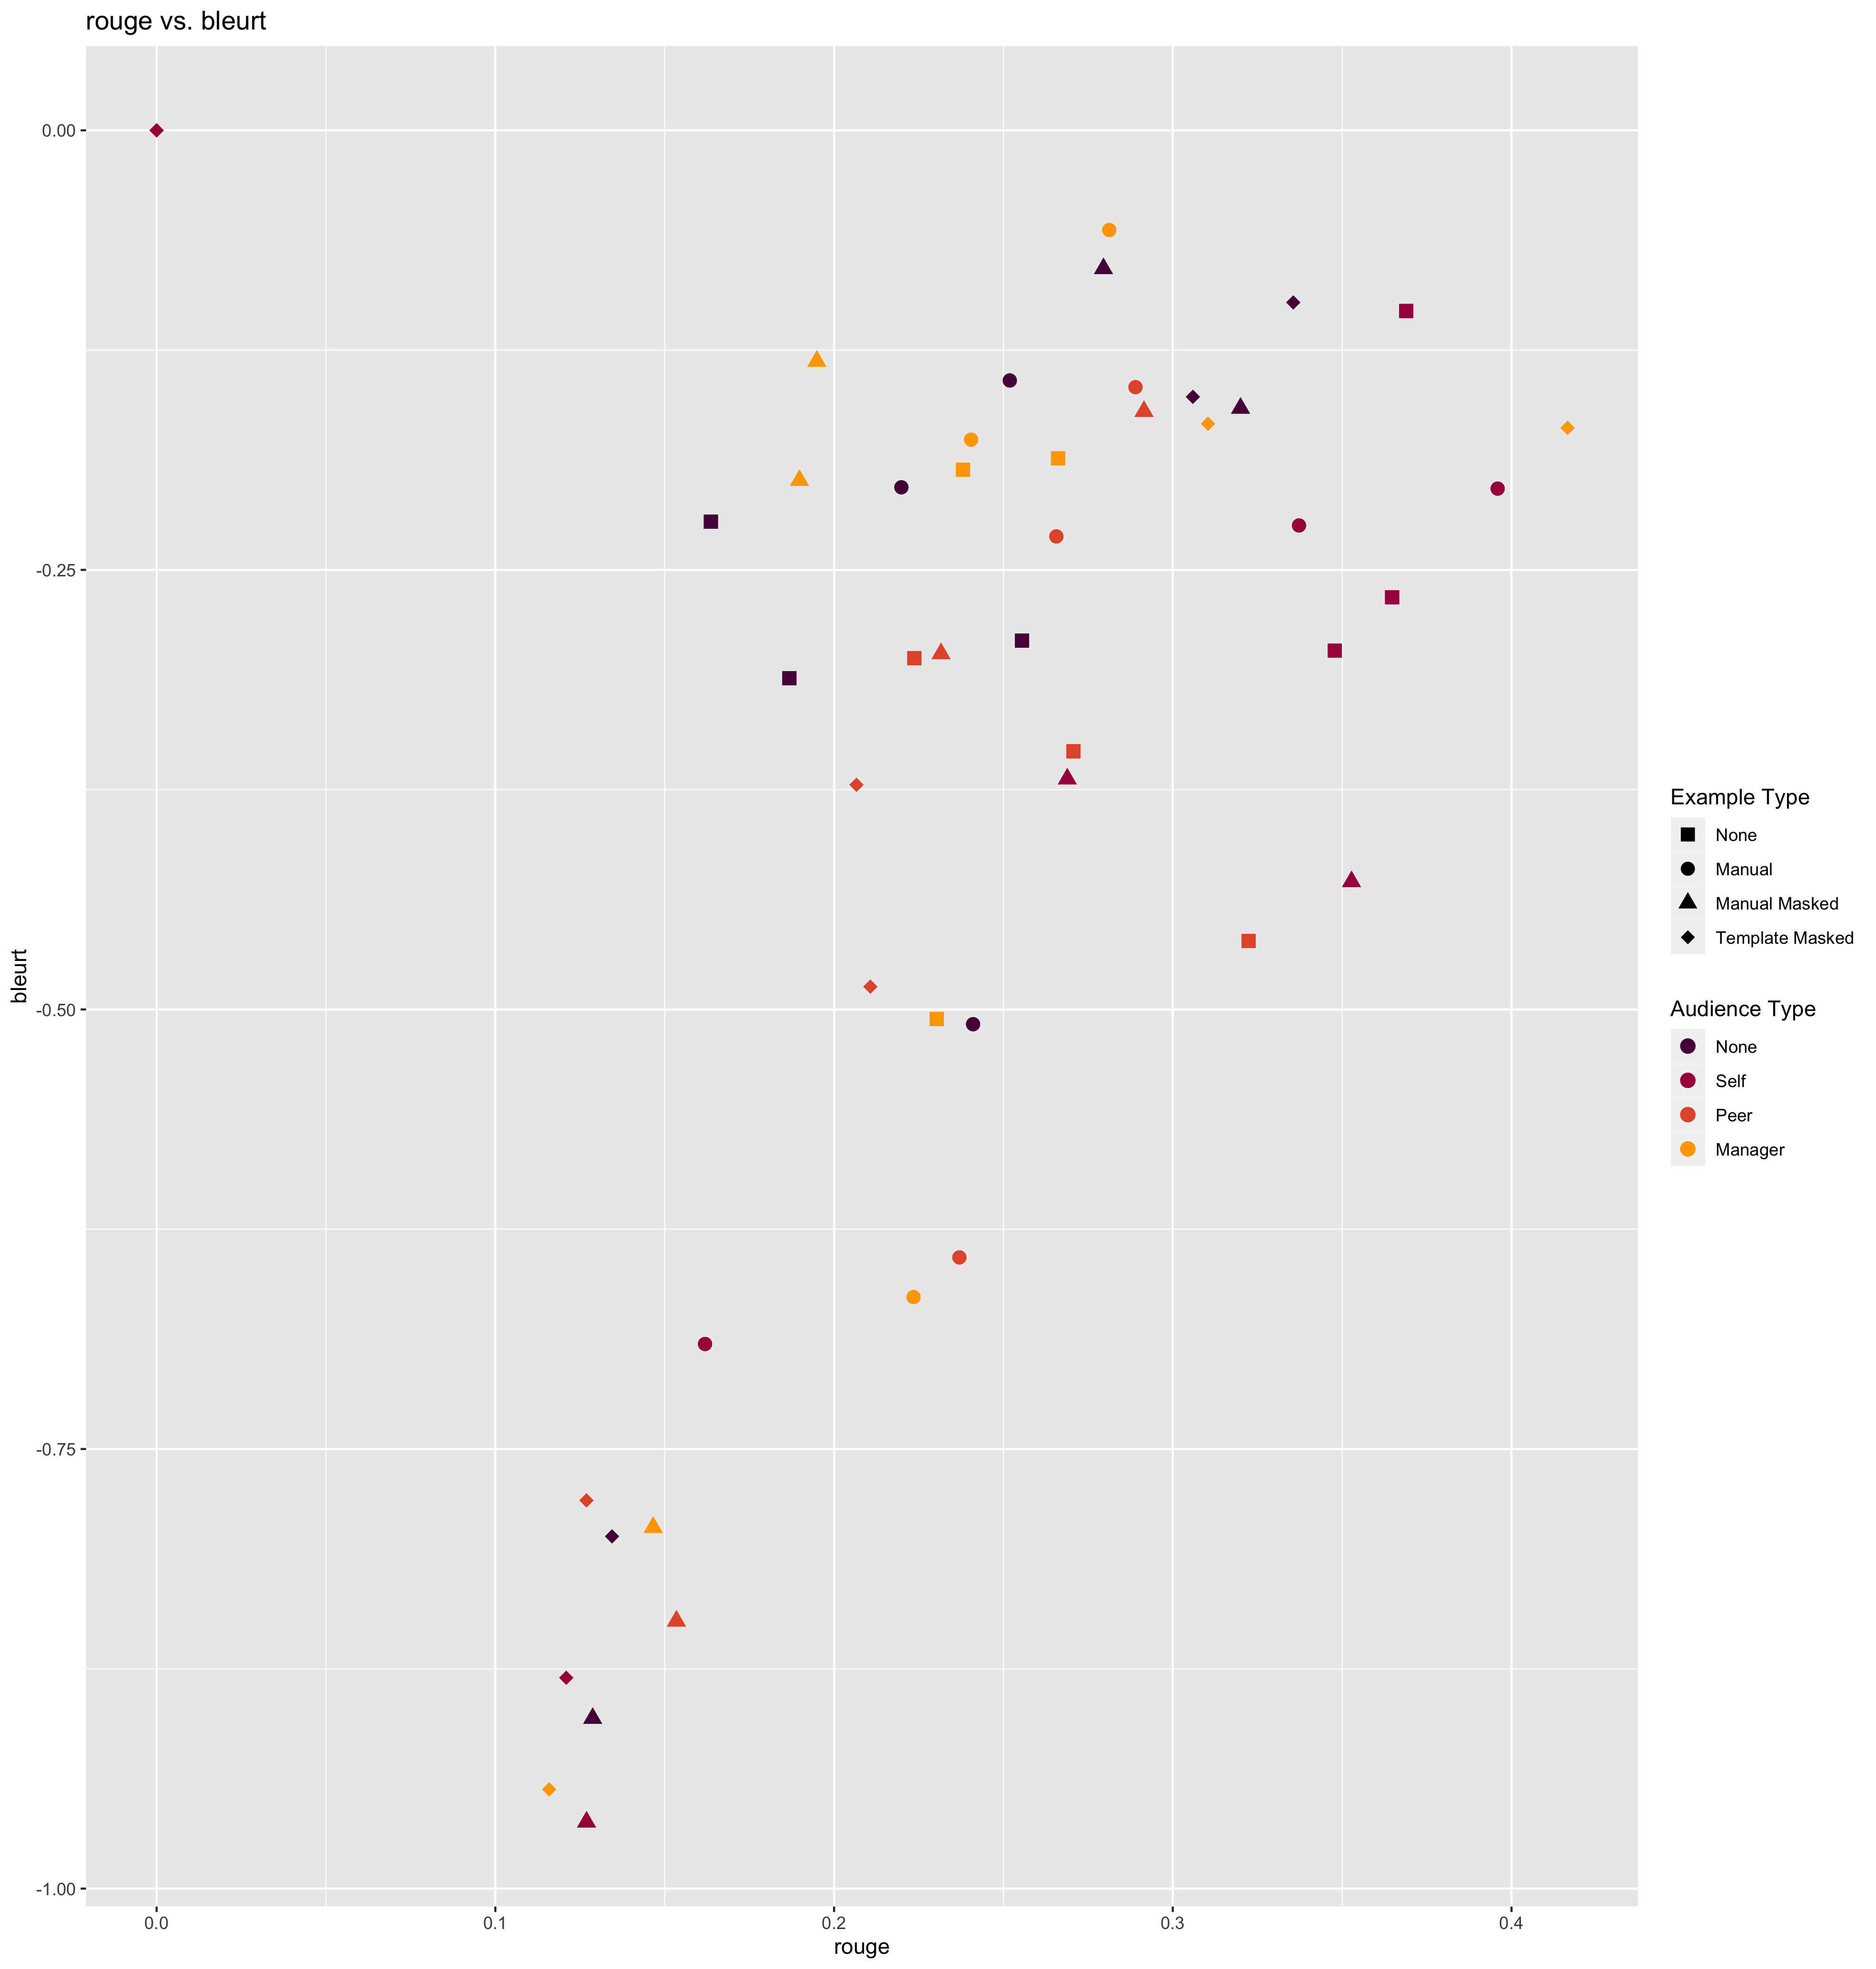 rouge vs. bleurt
0.00
-0.25
-0.50
-0.75
-1.00
bleurt
0.0
0.1
0.2
0.3
0.4
rouge
Example Type
None
Manual
Manual Masked
Template Masked
Audience Type
None
Self
Peer
Manager